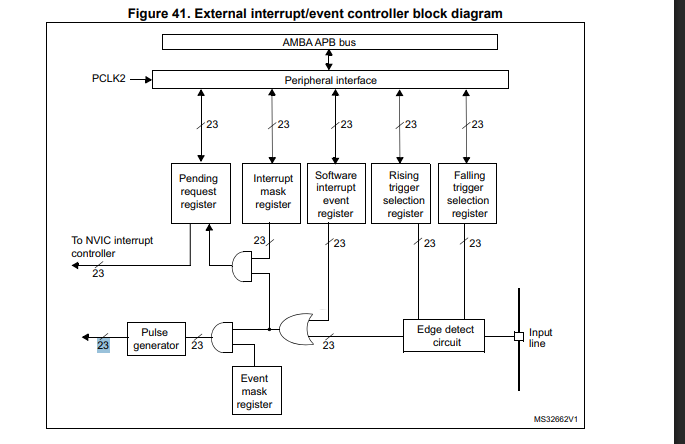 Figure 41. External interrupt/event controller block diagram
AMBA APB bus
PCLK2
Peripheral interface
23
23
23
23
23
Pending
request
register
Interrupt
mask
register
Software
interrupt
event
register
Rising
trigger
selection
register
Falling
trigger
selection
register
To NVIC interrupt
controller
23
23
23
23
23
Pulse
generator
23
23
23
Edge detect
circuit
Input
line
Event
mask
register
MS32662V1